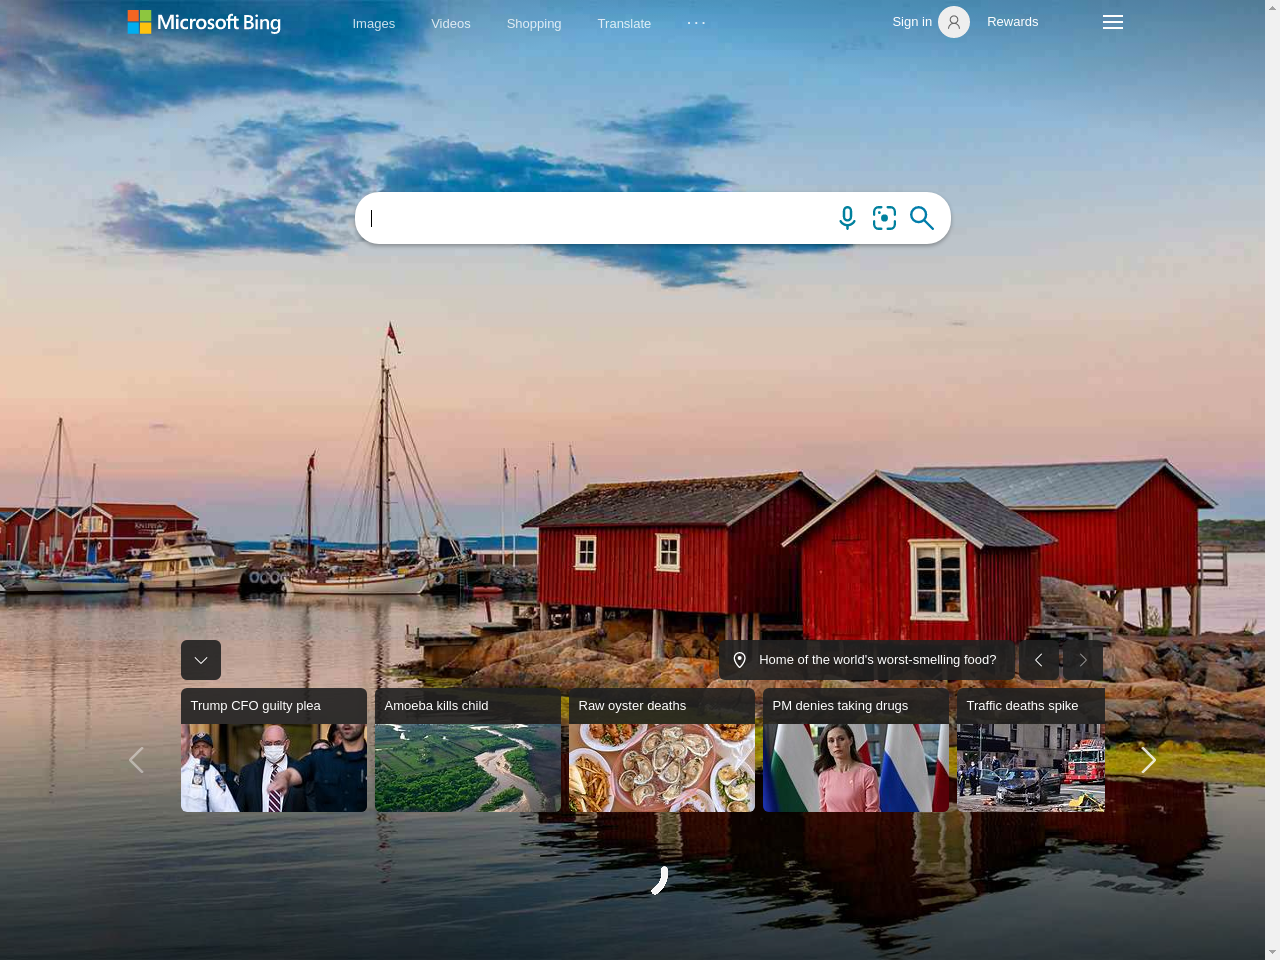 Microsoft Bing
Images
Videos
Shopping
Translate
Sign in
Rewards
Home of the world's worst-smelling food?
Trump CFO guilty plea
Amoeba kills child
Raw oyster deaths
PM denies taking drugs
Traffic deaths spike